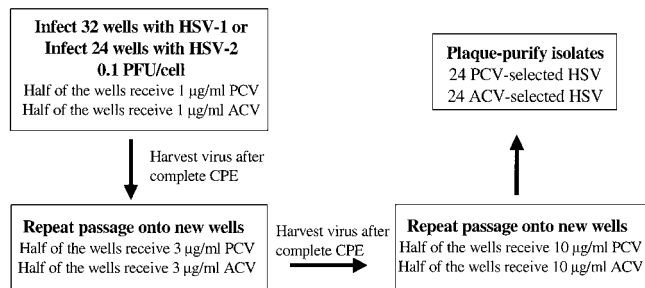 Infect 32 wells with HSV-1 or
Infect 24 wells with HSV-2
0.1 PFU/cell
Half of the wells receive 1 μg/ml PCV
Half of the wells receive 1 μg/ml ACV
Harvest virus after
complete CPE
Repeat passage onto new wells
Half of the wells receive 3 μg/ml PCV
Half of the wells receive 3 μg/ml ACV
Harvest virus after
complete CPE
Repeat passage onto new wells
Half of the wells receive 10 μg/ml PCV
Half of the wells receive 10 μg/ml ACV
Plaque-purify isolates
24 PCV-selected HSV
24 ACV-selected HSV